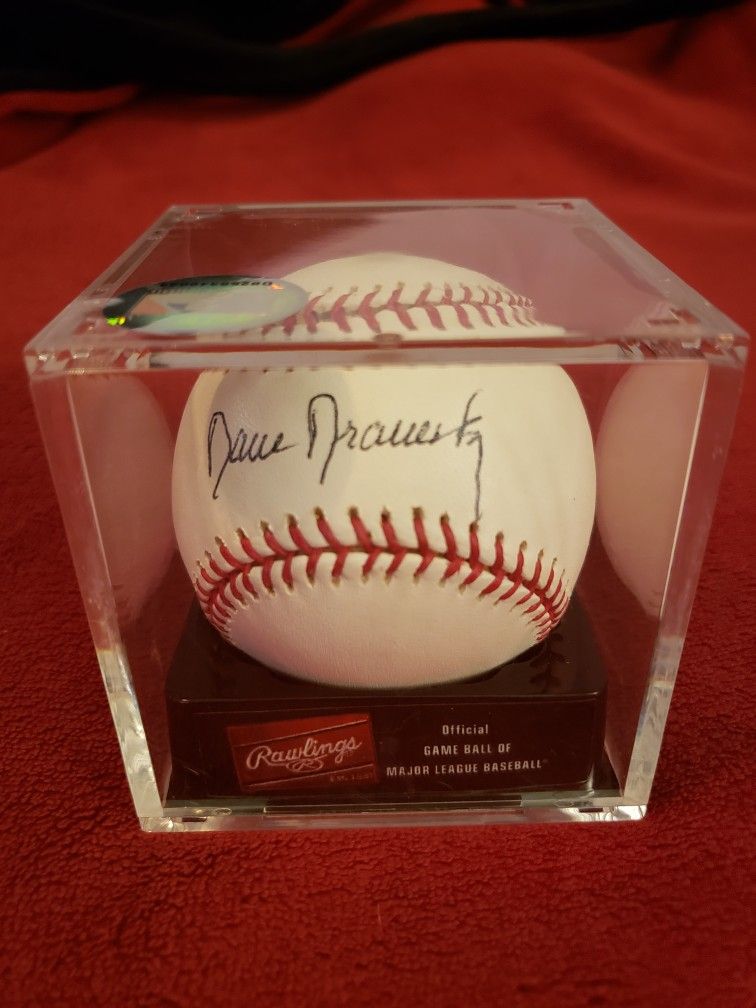 Dave Dravecky
Rawlings
Official
GAME BALL OF
MAJOR LEAGUE BASEBALL